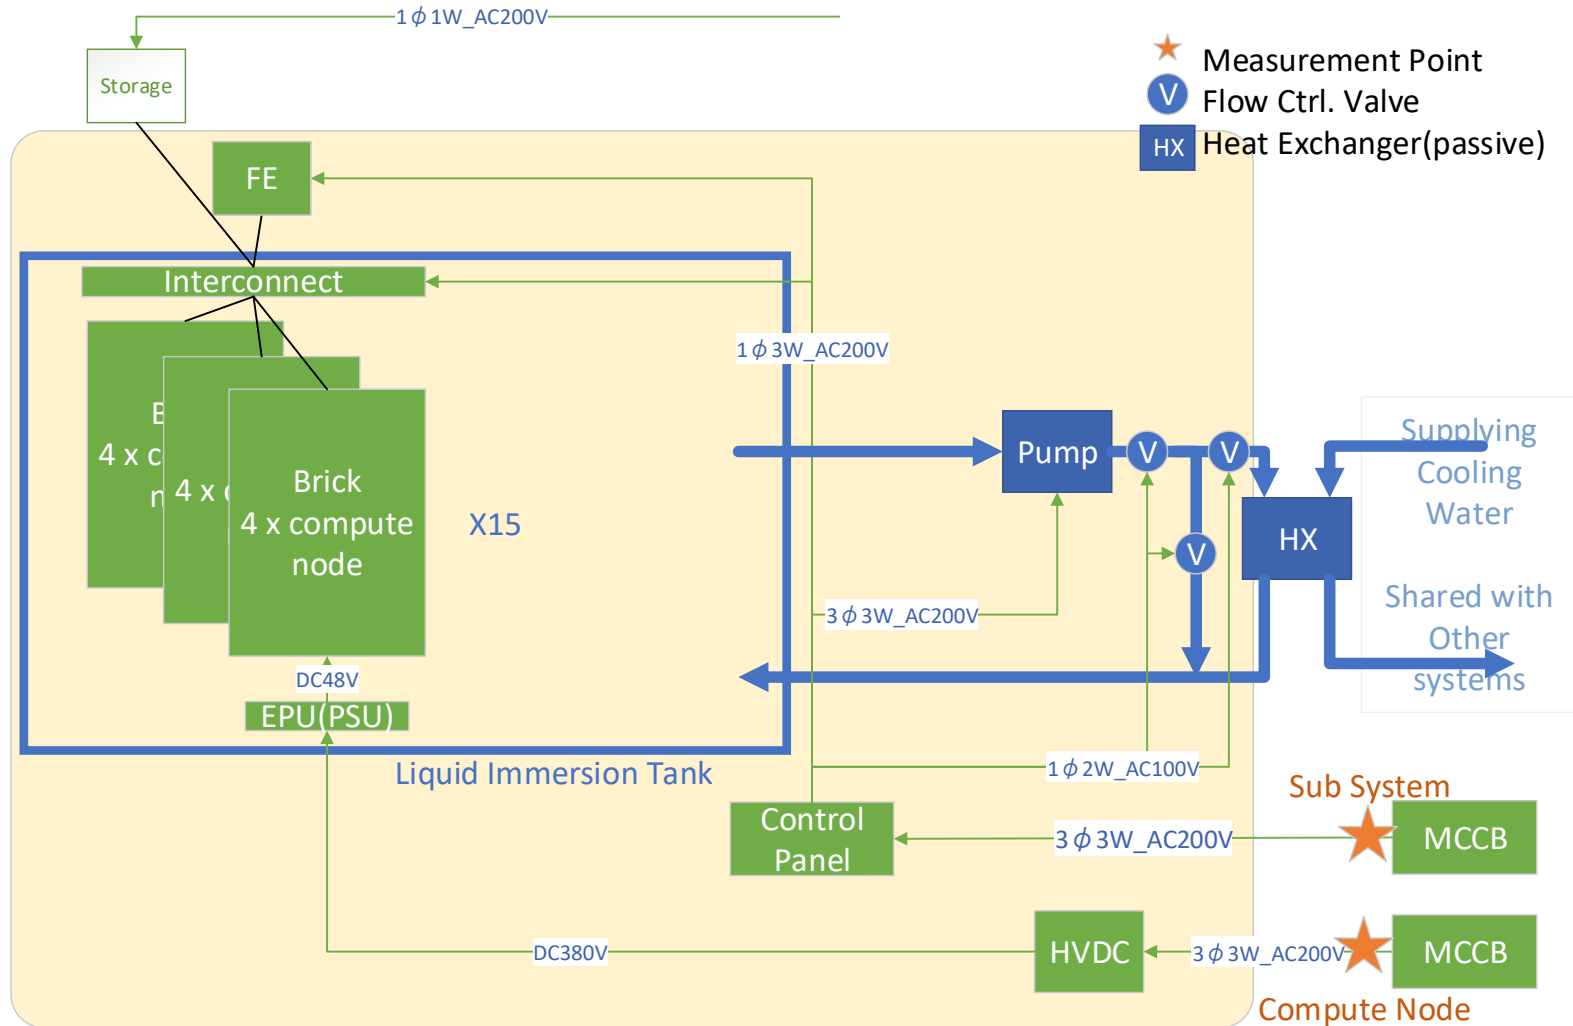 1φ1W_AC200V
Storage
Measurement Point
V
Flow Ctrl. Valve
HX
Heat Exchanger(passive)
FE
Interconnect
1φ3W_AC200V
B
4 x c
n
4 x c
Brick
4 x compute
node
X15
Pump
V
V
V
HX
Supplying
Cooling
Water
Shared with
Other
systems
3φ3W_AC200V
DC48V
EPU(PSU)
Liquid Immersion Tank
1φ2W_AC100V
Control
Panel
Sub System
3φ3W_AC200V
MCCB
DC380V
HVDC
3φ3W_AC200V
MCCB
Compute Node